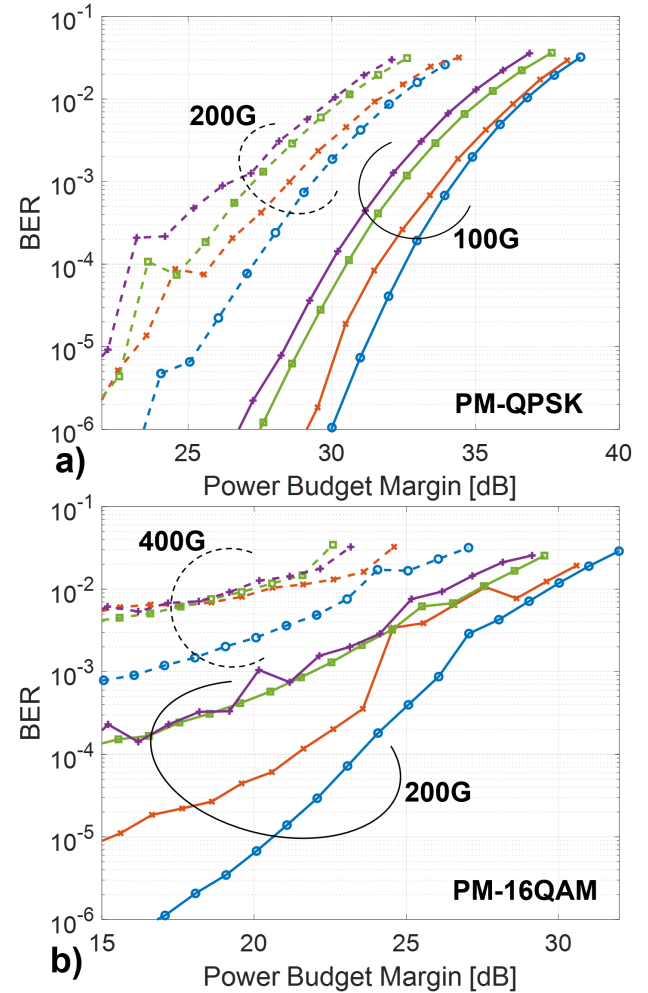 10-1
10-2
200G
10-3
BER
100G
10-4
10-5
PM-QPSK
10-6
25 30 35 40
a) Power Budget Margin [dB]
10-1
400G
10-2
10-3
BER
10-4
200G
10-5
PM-16QAM
10-6
15 20 25 30
b) Power Budget Margin [dB]